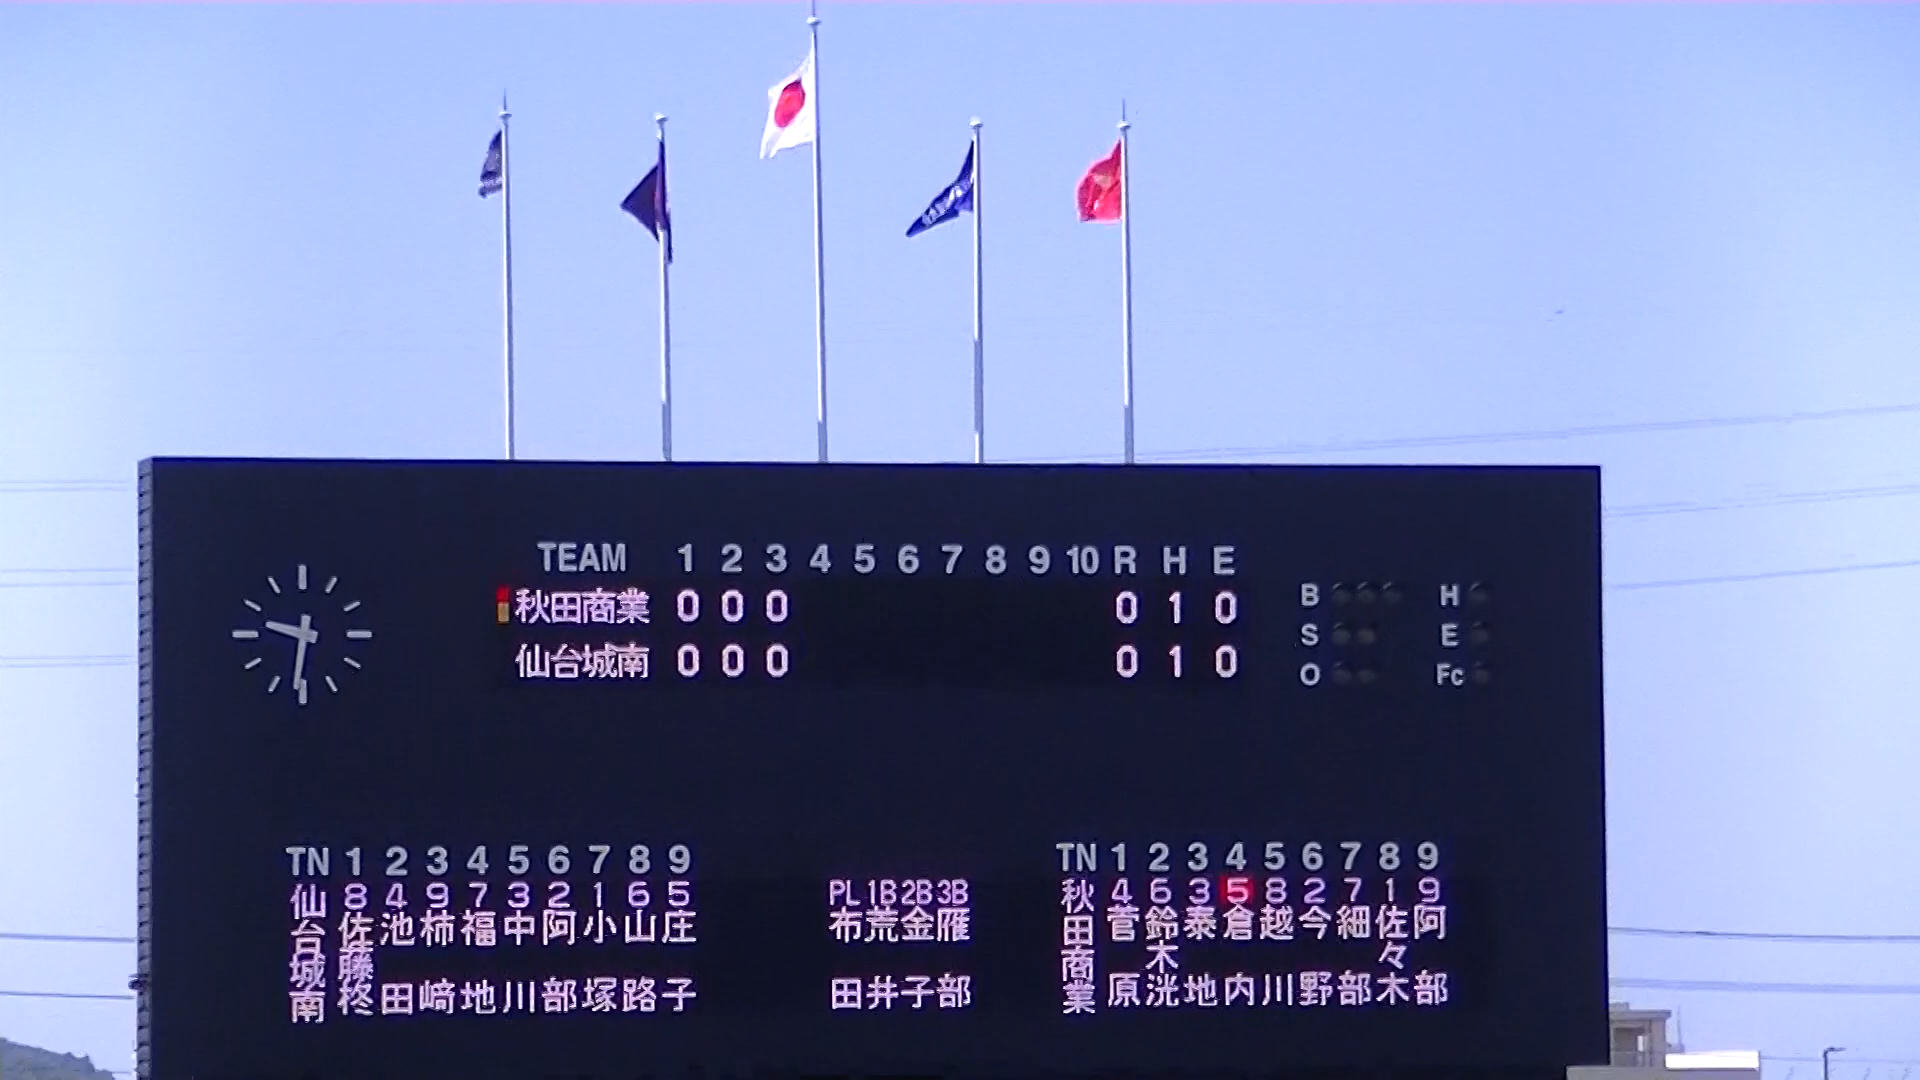 TEAM 1 2 3 4 5 6 7 8 9 10 R H E
秋田商業 0 0 0 0 1 0
仙台城南 0 0 0 0 1 0
B H
S E
O Fc
TN 1 2 3 4 5 6 7 8 9
仙台城南
8 4 9 7 3 2 1 6 5
佐藤柊
池田
柿﨑
福地
中川
阿部
小塚
山路
庄子
PL 1B 2B 3B
布田
荒井
金子
雁部
TN 1 2 3 4 5 6 7 8 9
秋田商業
4 6 3 5 8 2 7 1 9
菅原
鈴木洸
泰地
倉内
越川
今野
細部
佐々木
阿部